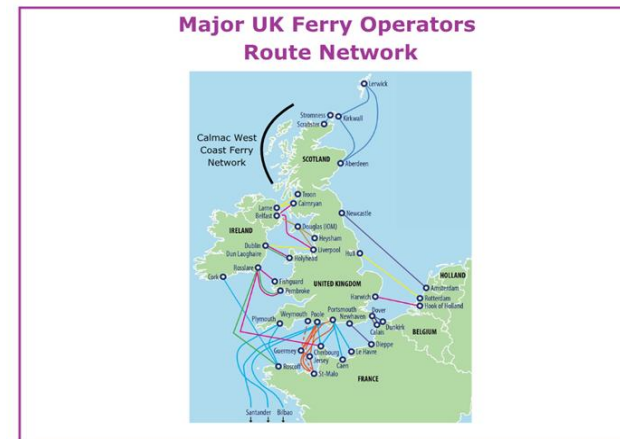 Major UK Ferry Operators
Route Network
Lerwick
Stromness
Kirkwall
Scrabster
Calmac West
Coast Ferry
Network
SCOTLAND
Aberdeen
Troon
Cairnryan
Larne
Belfast
Newcastle
Douglas (IOM)
Heysham
IRELAND
Dublin
Liverpool
Hull
Dun Laoghaire
Holyhead
HOLLAND
Rosslare
Cork
Fishguard
Pembroke
UNITED KINGDOM
Amsterdam
Rotterdam
Harwich
Hook of Holland
Plymouth
Weymouth
Poole
Portsmouth
Newhaven
Dover
Dunkirk
Calais
BELGIUM
Dieppe
Guernsey
Cherbourg
Le Havre
Jersey
Caen
Roscoff
St-Malo
FRANCE
Santander
Bilbao